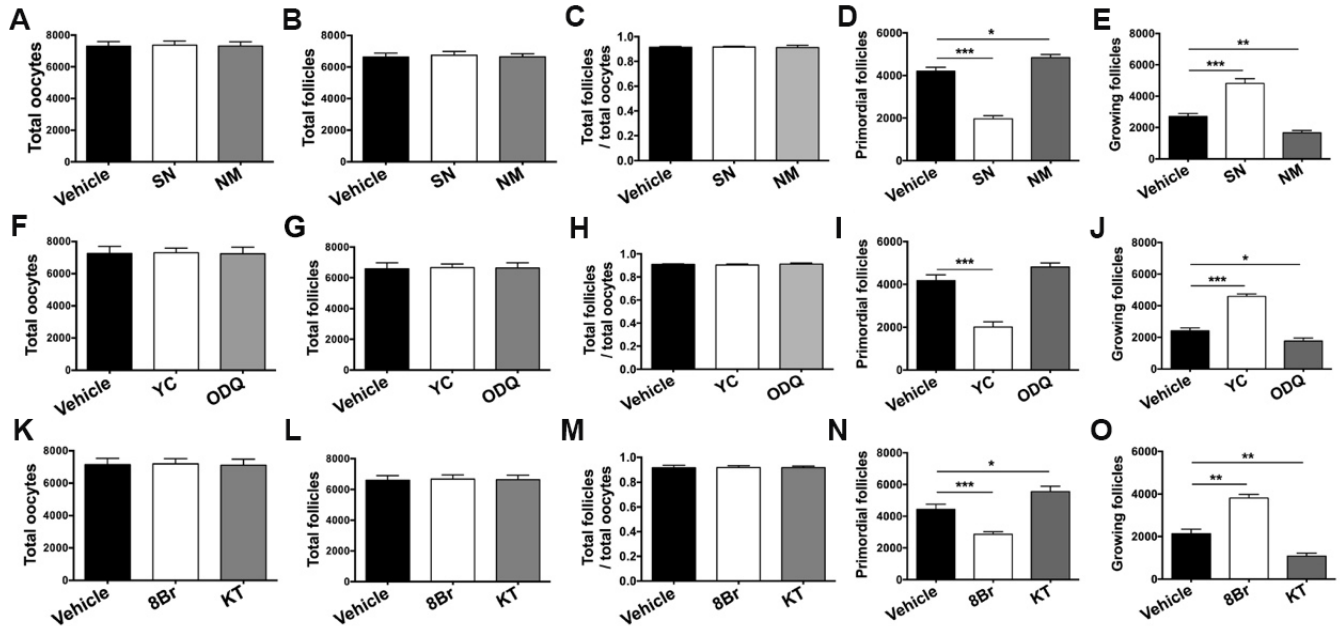 A
Total oocytes
8000
6000
4000
2000
0
Vehicle
SN
NM
B
Total follicles
8000
6000
4000
2000
0
Vehicle
SN
NM
C
Total follicles
/ total oocytes
1.0
0.8
0.6
0.4
0.2
0.0
Vehicle
SN
NM
D
Primordial follicles
6000
4000
2000
0
*
***
Vehicle
SN
NM
E
Growing follicles
8000
6000
4000
2000
0
**
***
Vehicle
SN
NM
F
Total oocytes
8000
6000
4000
2000
0
Vehicle
YC
ODQ
G
Total follicles
8000
6000
4000
2000
0
Vehicle
YC
ODQ
H
Total follicles
/ total oocytes
1.0
0.8
0.6
0.4
0.2
0.0
Vehicle
YC
ODQ
I
Primordial follicles
6000
4000
2000
0
***
Vehicle
YC
ODQ
J
Growing follicles
8000
6000
4000
2000
0
*
***
Vehicle
YC
ODQ
K
Total oocytes
8000
6000
4000
2000
0
Vehicle
8Br
KT
L
Total follicles
8000
6000
4000
2000
0
Vehicle
8Br
KT
M
Total follicles
/ total oocytes
1.0
0.8
0.6
0.4
0.2
0.0
Vehicle
8Br
KT
N
Primordial follicles
8000
6000
4000
2000
0
*
***
Vehicle
8Br
KT
O
Growing follicles
6000
4000
2000
0
**
**
Vehicle
8Br
KT